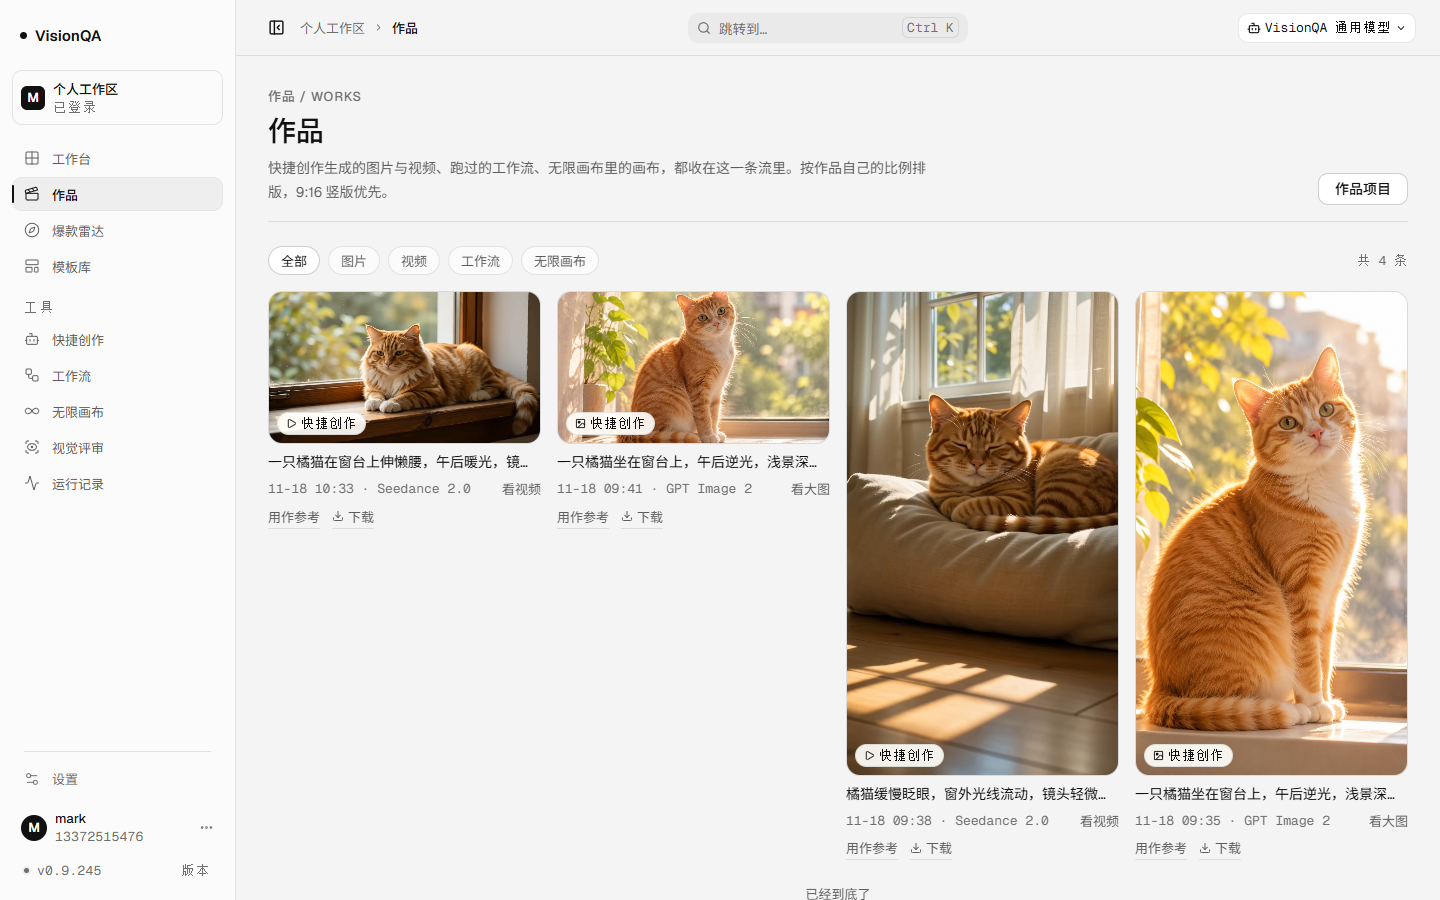 VisionQA
M
个人工作区
已登录
工作台
作品
爆款雷达
模板库
工具
快捷创作
工作流
无限画布
视觉评审
运行记录
设置
M
mark
13372515476
v0.9.245
版本
个人工作区
作品
跳转到…
Ctrl K
VisionQA 通用模型
作品 / WORKS
作品
快捷创作生成的图片与视频、跑过的工作流、无限画布里的画布，都收在这一条流里。按作品自己的比例排
版，9:16 竖版优先。
作品项目
全部
图片
视频
工作流
无限画布
共 4 条
快捷创作
一只橘猫在窗台上伸懒腰，午后暖光，镜…
11-18 10:33 · Seedance 2.0
看视频
用作参考
下载
快捷创作
一只橘猫坐在窗台上，午后逆光，浅景深…
11-18 09:41 · GPT Image 2
看大图
用作参考
下载
快捷创作
橘猫缓慢眨眼，窗外光线流动，镜头轻微…
11-18 09:38 · Seedance 2.0
看视频
用作参考
下载
快捷创作
一只橘猫坐在窗台上，午后逆光，浅景深…
11-18 09:35 · GPT Image 2
看大图
用作参考
下载
已经到底了